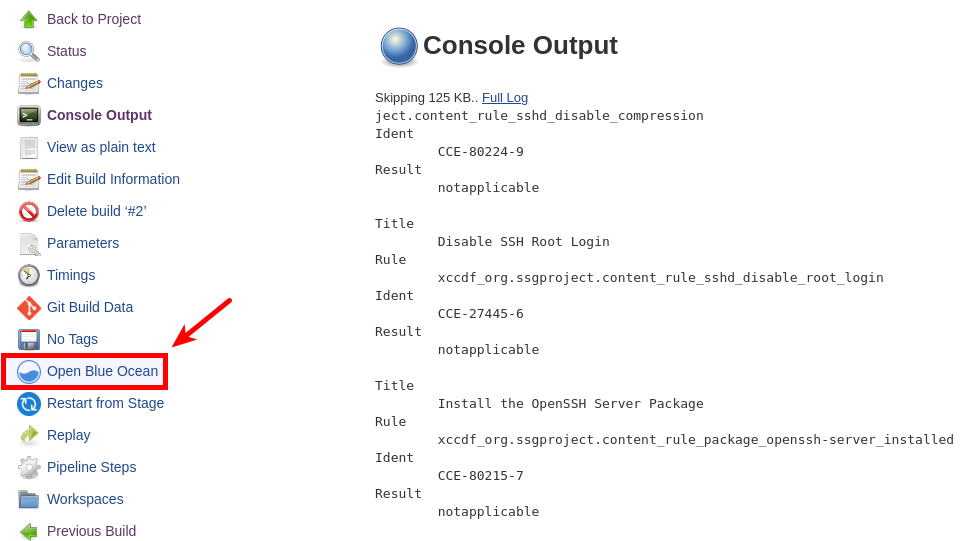 Back to Project
Status
Changes
Console Output
View as plain text
Edit Build Information
Delete build ‘#2’
Parameters
Timings
Git Build Data
No Tags
Open Blue Ocean
Restart from Stage
Replay
Pipeline Steps
Workspaces
Previous Build
Console Output
Skipping 125 KB.. Full Log
ject.content_rule_sshd_disable_compression
Ident
CCE-80224-9
Result
notapplicable
Title
Disable SSH Root Login
Rule
xccdf_org.ssgproject.content_rule_sshd_disable_root_login
Ident
CCE-27445-6
Result
notapplicable
Title
Install the OpenSSH Server Package
Rule
xccdf_org.ssgproject.content_rule_package_openssh-server_installed
Ident
CCE-80215-7
Result
notapplicable